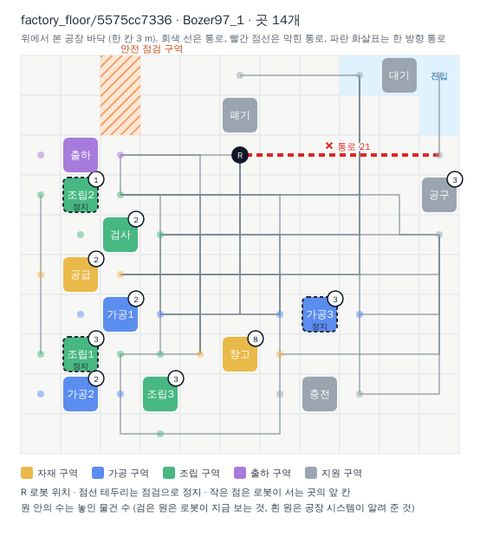 factory_floor/5575cc7336 · Bozer97_1 · 곳 14개
위에서 본 공장 바닥 (한 칸 3 m). 회색 선은 통로, 빨간 점선은 막힌 통로, 파란 화살표는 한 방향 통로
안전 점검 구역
대기
폐기
✖ 통로 21
출하
R
1
조립2
정지
3
공구
2
검사
2
공급
2
가공1
3
가공3
정지
3
조립1
정지
8
창고
2
가공2
3
조립3
충전
자재 구역
가공 구역
조립 구역
출하 구역
지원 구역
R 로봇 위치 · 점선 테두리는 점검으로 정지 · 작은 점은 로봇이 서는 곳의 앞 칸
원 안의 수는 놓인 물건 수 (검은 원은 로봇이 지금 보는 것, 흰 원은 공장 시스템이 알려 준 것)